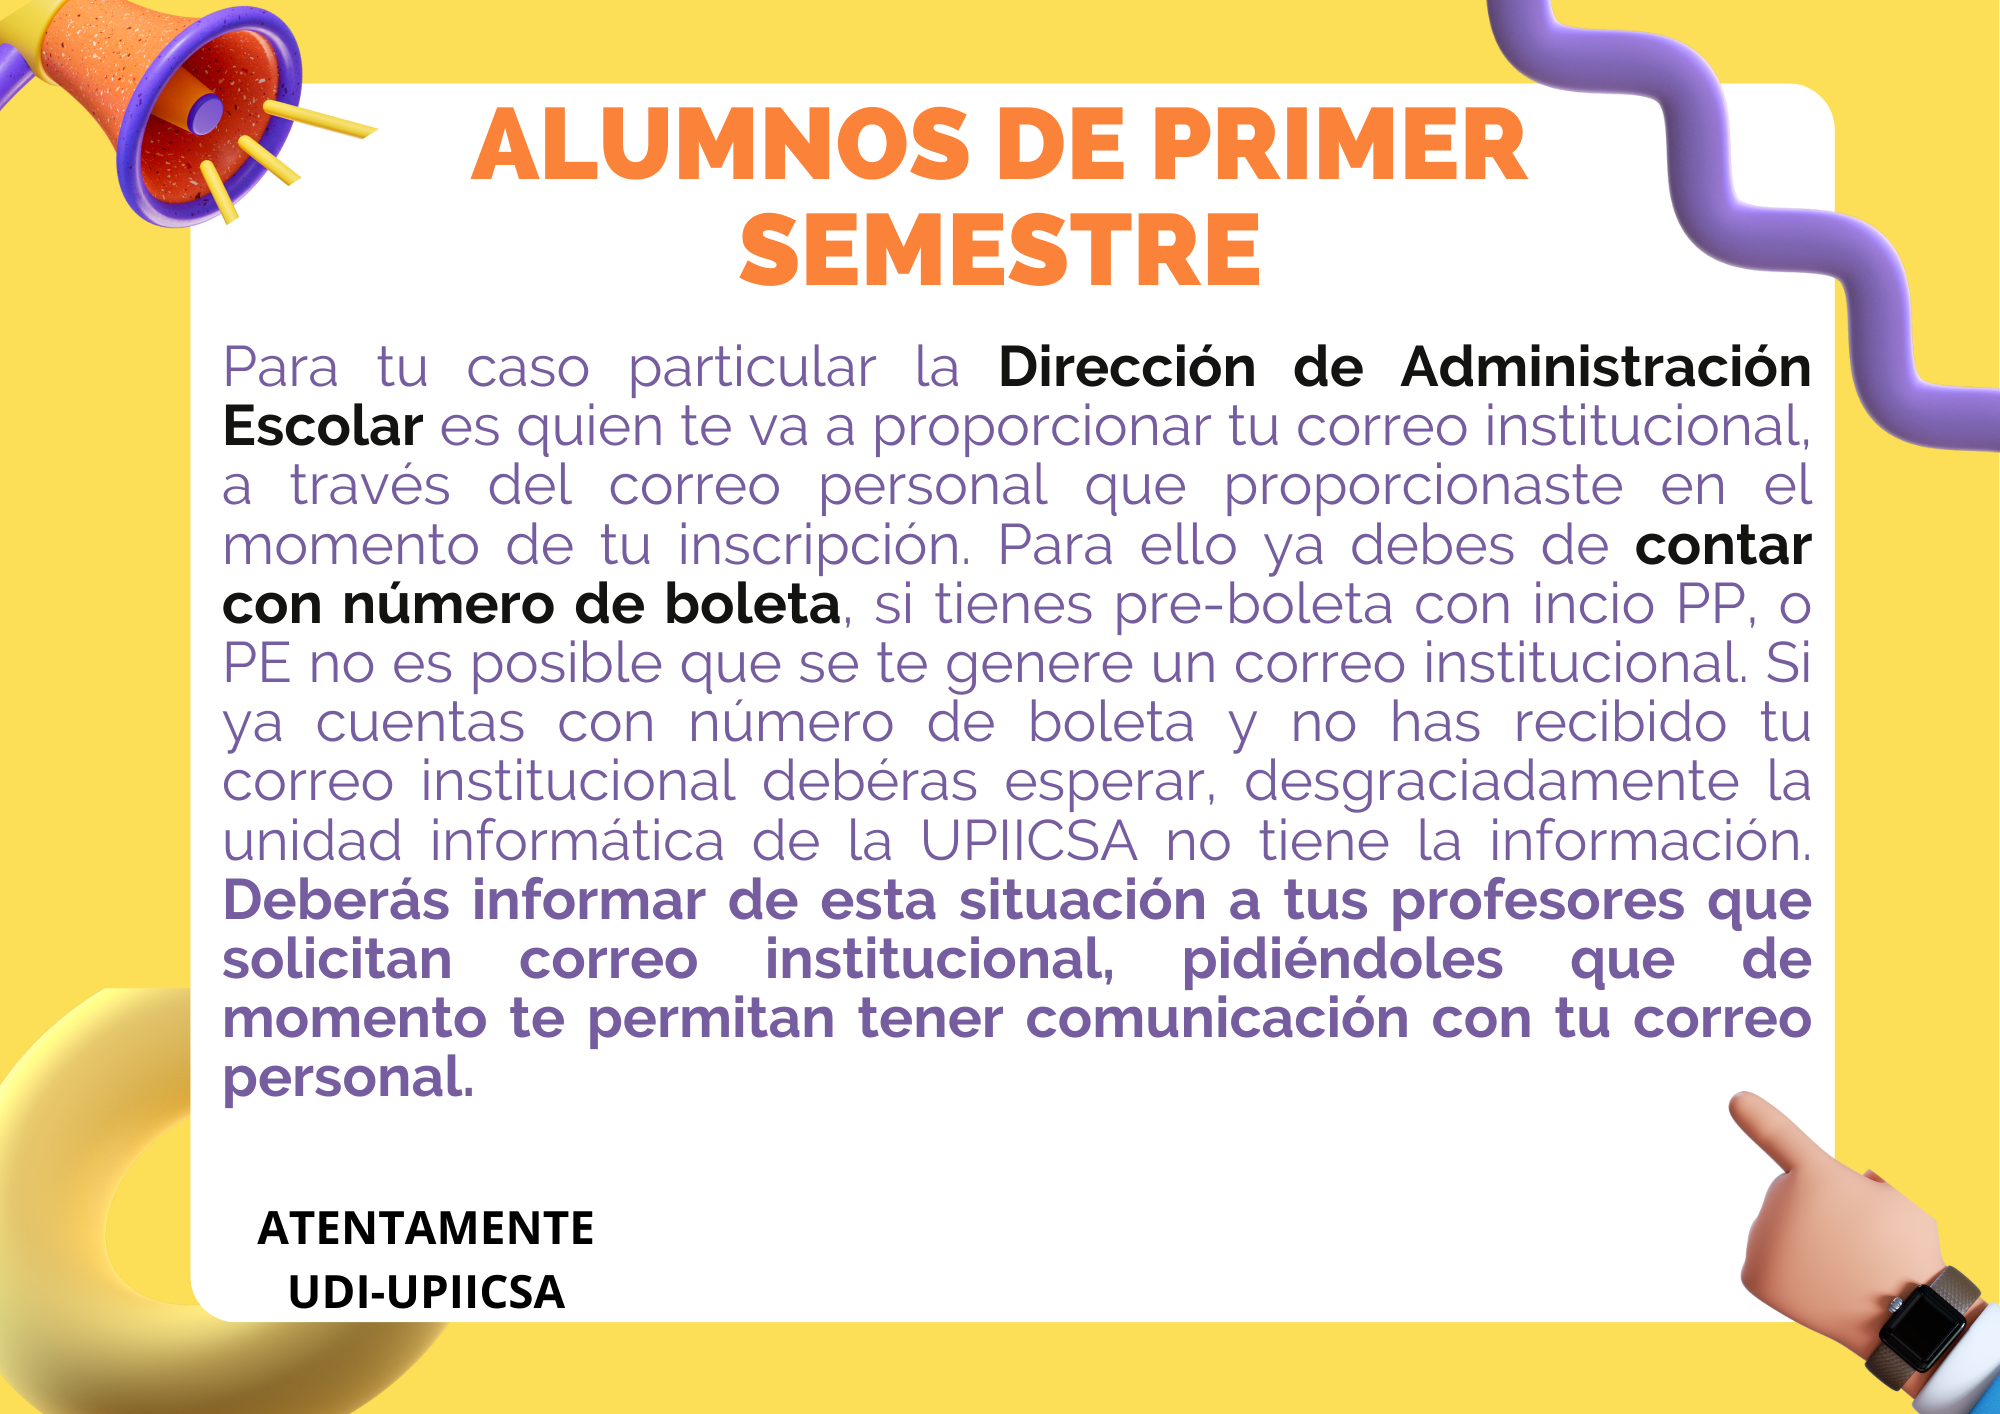 ALUMNOS DE PRIMER
SEMESTRE
Para tu caso particular la Dirección de Administración
Escolar es quien te va a proporcionar tu correo institucional,
a través del correo personal que proporcionaste en el
momento de tu inscripción. Para ello ya debes de contar
con número de boleta, si tienes pre-boleta con incio PP, o
PE no es posible que se te genere un correo institucional. Si
ya cuentas con número de boleta y no has recibido tu
correo institucional debéras esperar, desgraciadamente la
unidad informática de la UPIICSA no tiene la información.
Deberás informar de esta situación a tus profesores que
solicitan correo institucional, pidiéndoles que de
momento te permitan tener comunicación con tu correo
personal.
ATENTAMENTE
UDI-UPIICSA